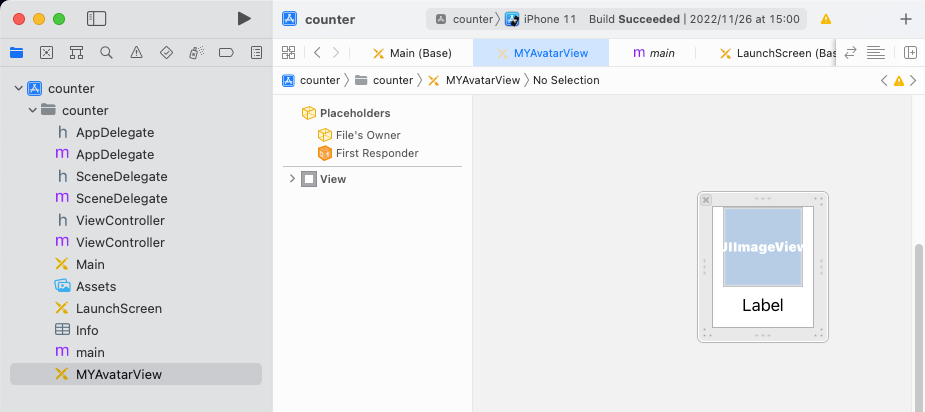 counter
counter iPhone 11 Build Succeeded | 2022/11/26 at 15:00
Main (Base) MYAvatarView m main LaunchScreen (Bas
counter counter MYAvatarView No Selection
counter
counter
h AppDelegate
m AppDelegate
h SceneDelegate
m SceneDelegate
h ViewController
m ViewController
Main
Assets
LaunchScreen
Info
m main
MYAvatarView
Placeholders
File's Owner
First Responder
View
UIImageView
Label